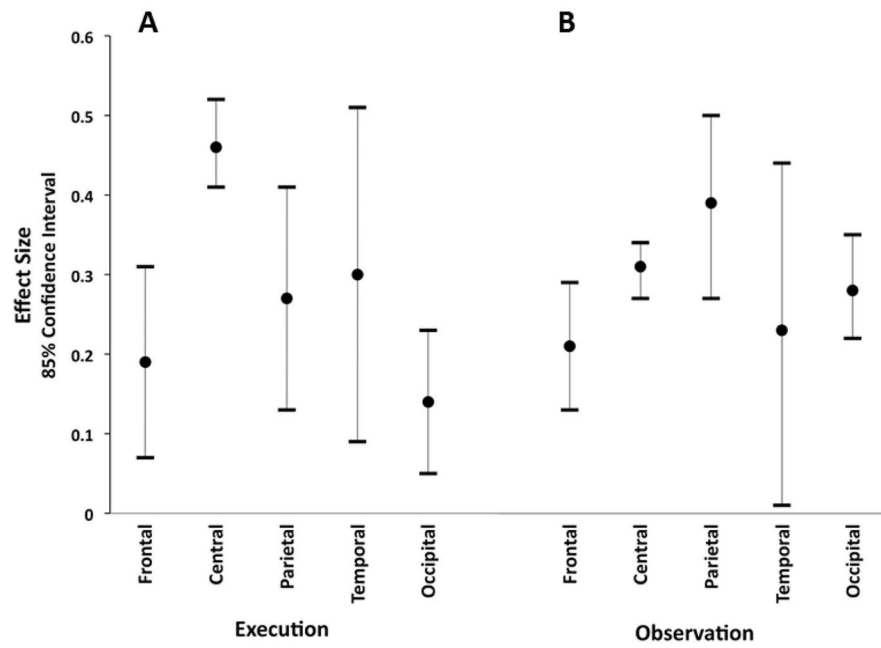 A B
0.6
0.5
0.4
0.3
0.2
0.1
0
Effect Size
85% Confidence Interval
Frontal
Central
Parietal
Temporal
Occipital
Frontal
Central
Parietal
Temporal
Occipital
Execution
Observation